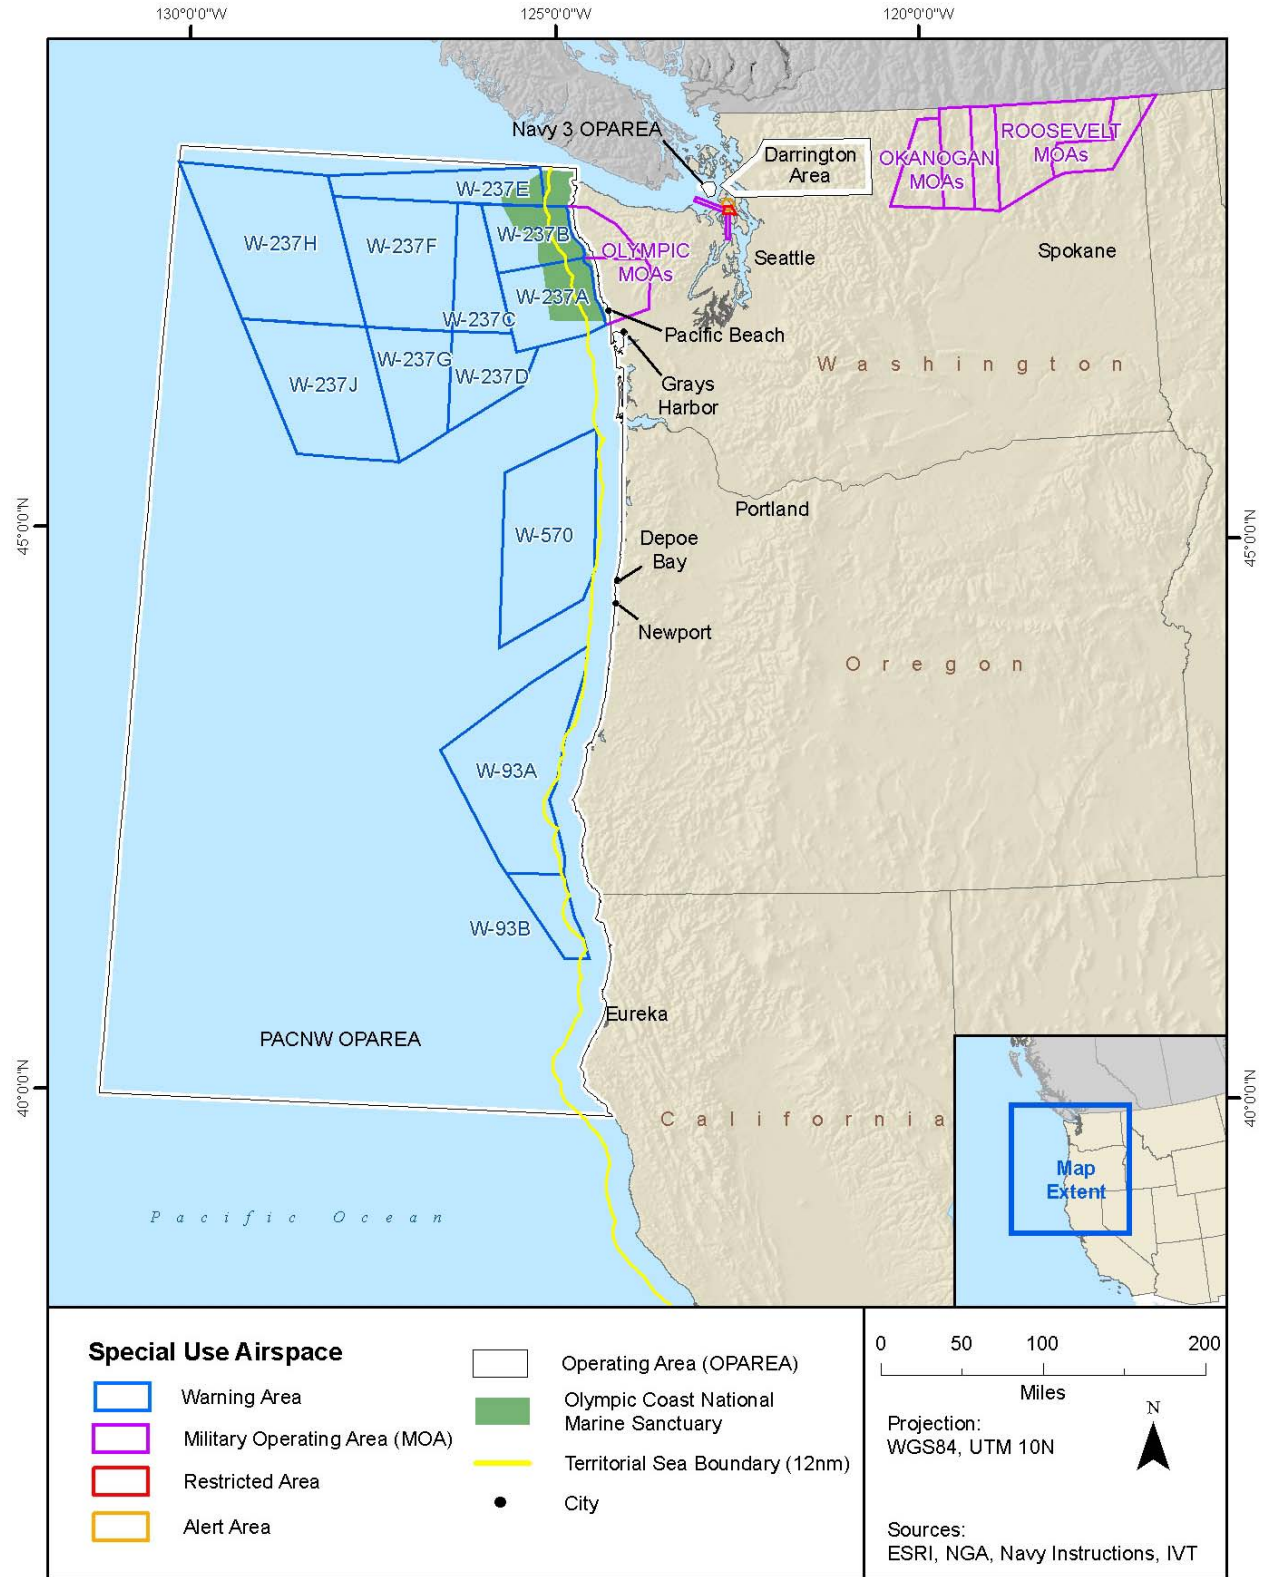 130°0'0"W
125°0'0"W
120°0'0"W
Navy 3 OPAREA
Darrington
Area
OKANOGAN
MOAs
ROOSEVELT
MOAs
W-237E
W-237H
W-237F
W-237B
OLYMPIC
MOAs
Seattle
Spokane
W-237A
W-237C
Pacific Beach
W-237G
W-237J
W-237D
Grays
Harbor
Washington
45°0'0"N
45°0'0"N
W-570
Portland
Depoe
Bay
Newport
Oregon
W-93A
W-93B
Eureka
PACNW OPAREA
40°0'0"N
40°0'0"N
California
Map
Extent
Pacific Ocean
Special Use Airspace
Warning Area
Military Operating Area (MOA)
Restricted Area
Alert Area
Operating Area (OPAREA)
Olympic Coast National
Marine Sanctuary
Territorial Sea Boundary (12nm)
City
0 50 100 200
Miles
N
Projection:
WGS84, UTM 10N
Sources:
ESRI, NGA, Navy Instructions, IVT